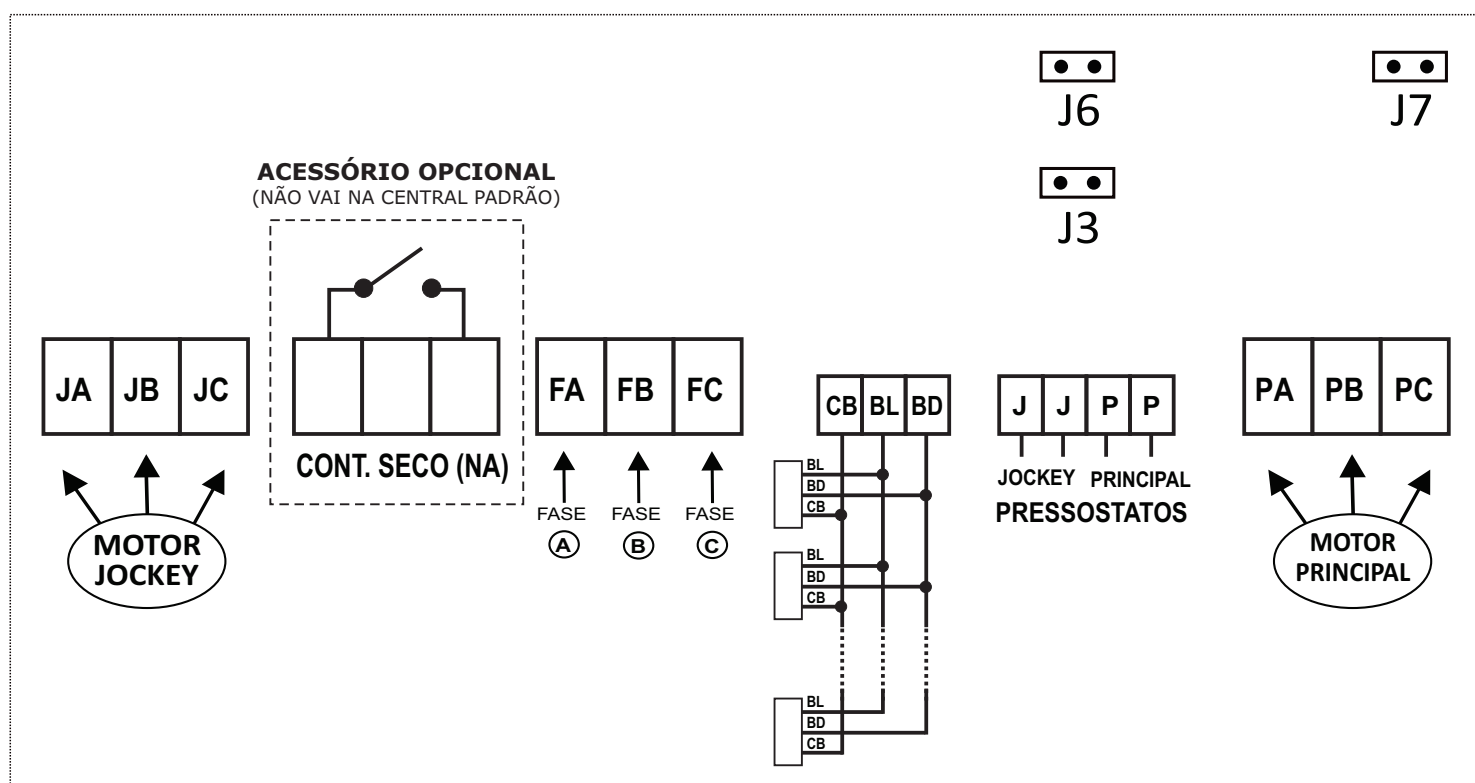 J6
J7
J3
ACESSÓRIO OPCIONAL
(NÃO VAI NA CENTRAL PADRÃO)
JA JB JC
CONT. SECO (NA)
MOTOR
JOCKEY
FA FB FC
FASE FASE FASE
A B C
CB BL BD
BL
BD
CB
BL
BD
CB
BL
BD
CB
J J P P
JOCKEY PRINCIPAL
PRESSOSTATOS
PA PB PC
MOTOR
PRINCIPAL